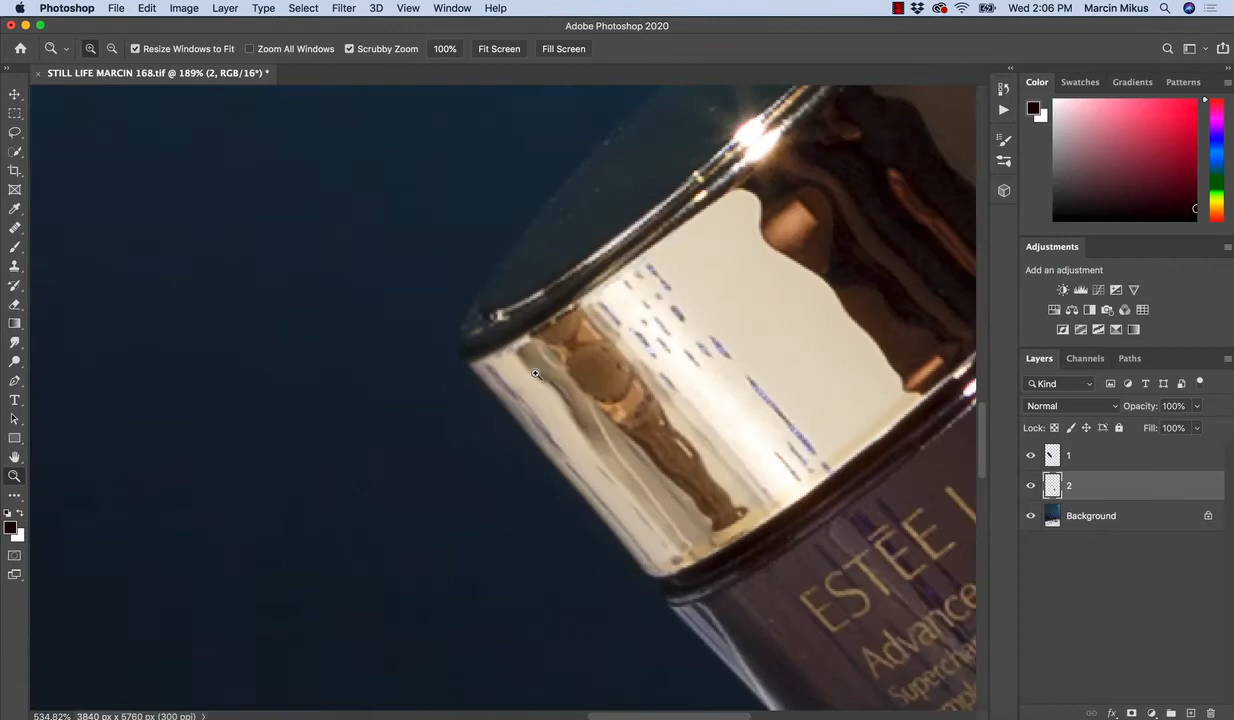 Photoshop File Edit Image Layer Type Select Filter 3D View Window Help Wed 2:06 PM Marcin Mikus
Adobe Photoshop 2020
Resize Windows to Fit Zoom All Windows Scrubby Zoom 100% Fit Screen Fill Screen
STILL LIFE MARCIN 168.tif @ 189% (2, RGB/16*) *
Color Swatches Gradients Patterns
Adjustments
Add an adjustment
Layers Channels Paths
Kind
Normal Opacity: 100%
Lock: Fill: 100%
1
2
Background
ESTĒE L
Advance
Supercha
534.82% 3840 px x 5760 px (300 ppi)